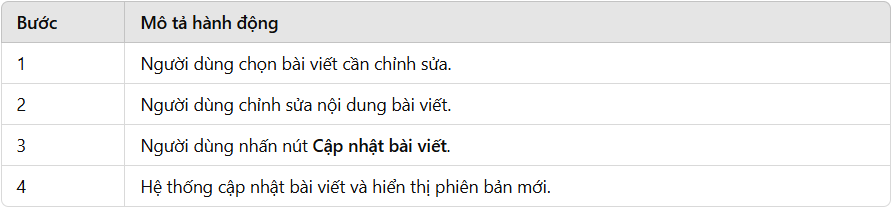 Bước Mô tả hành động
1 Người dùng chọn bài viết cần chỉnh sửa.
2 Người dùng chỉnh sửa nội dung bài viết.
3 Người dùng nhấn nút Cập nhật bài viết.
4 Hệ thống cập nhật bài viết và hiển thị phiên bản mới.